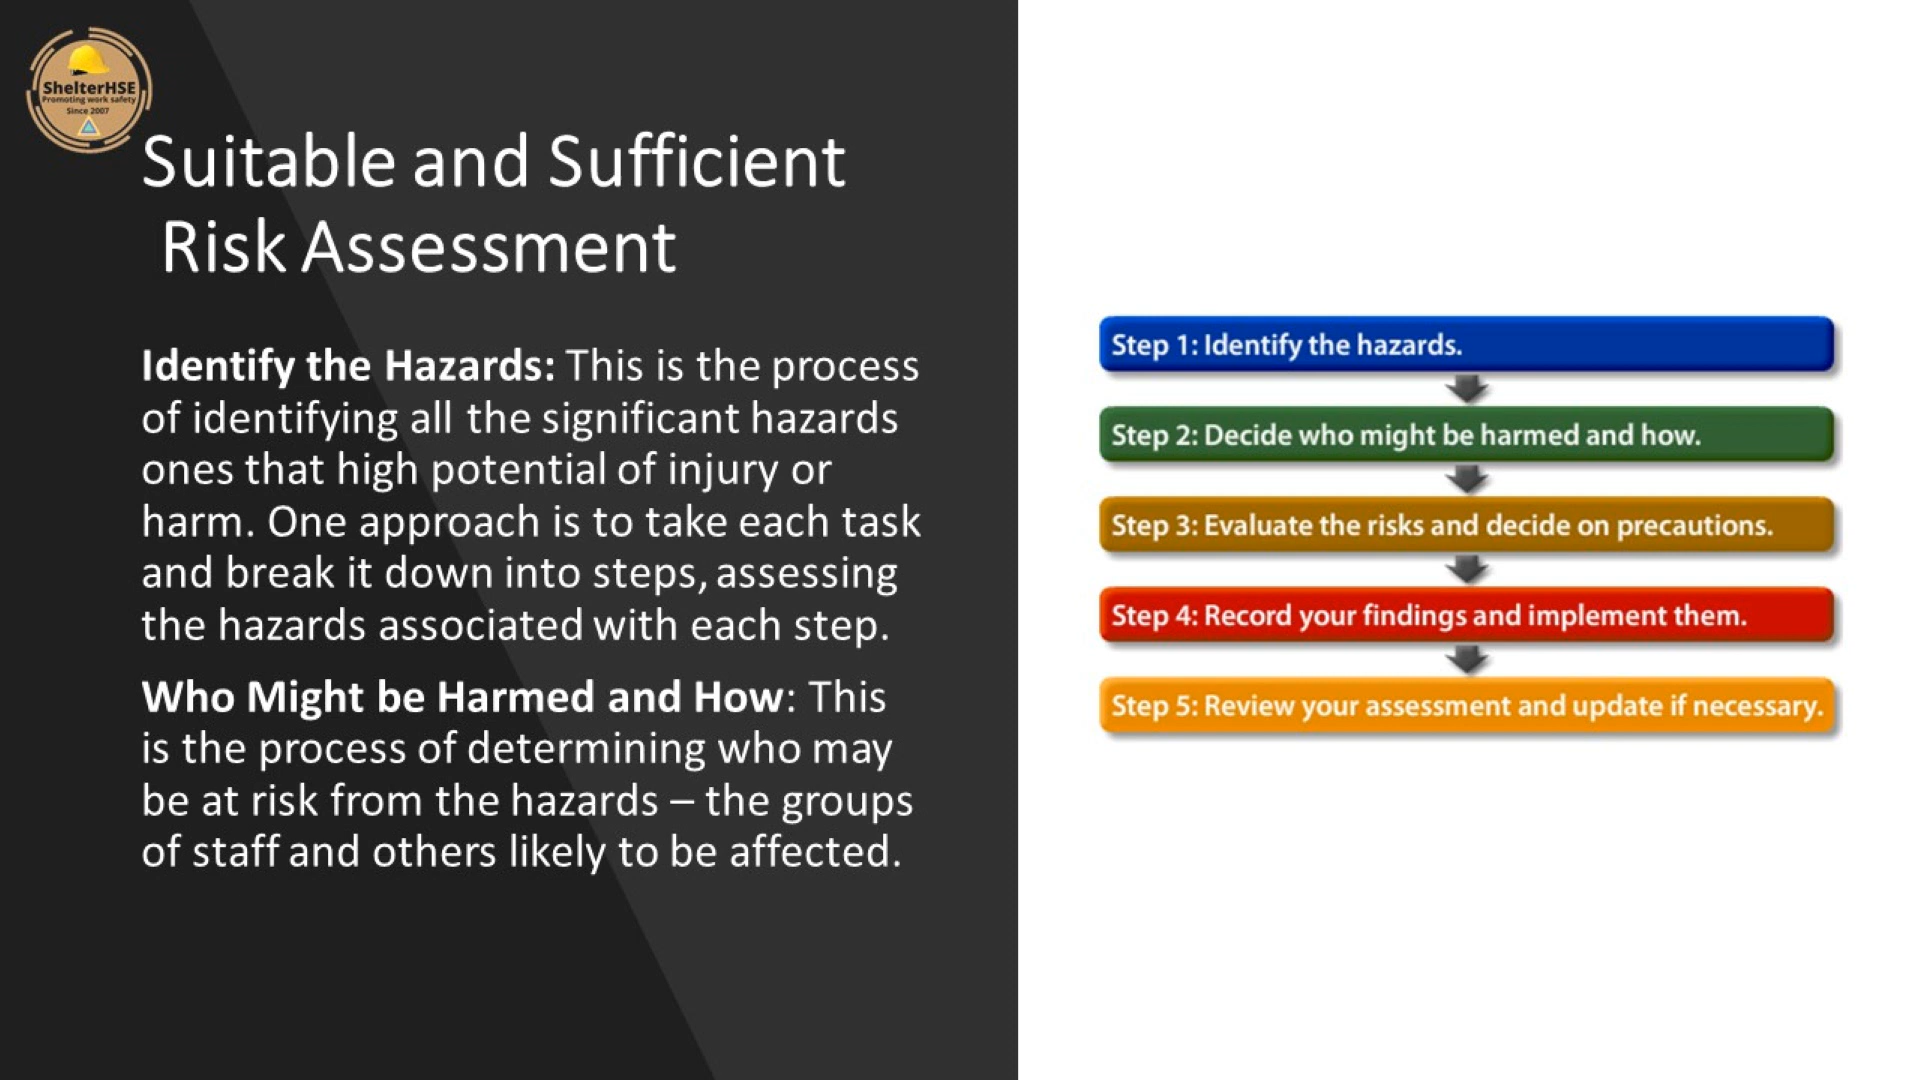 ShelterHSE
Promoting work safety
Since 2007
Suitable and Sufficient
Risk Assessment
Identify the Hazards: This is the process
of identifying all the significant hazards
ones that high potential of injury or
harm. One approach is to take each task
and break it down into steps, assessing
the hazards associated with each step.
Who Might be Harmed and How: This
is the process of determining who may
be at risk from the hazards – the groups
of staff and others likely to be affected.
Step 1: Identify the hazards.
Step 2: Decide who might be harmed and how.
Step 3: Evaluate the risks and decide on precautions.
Step 4: Record your findings and implement them.
Step 5: Review your assessment and update if necessary.